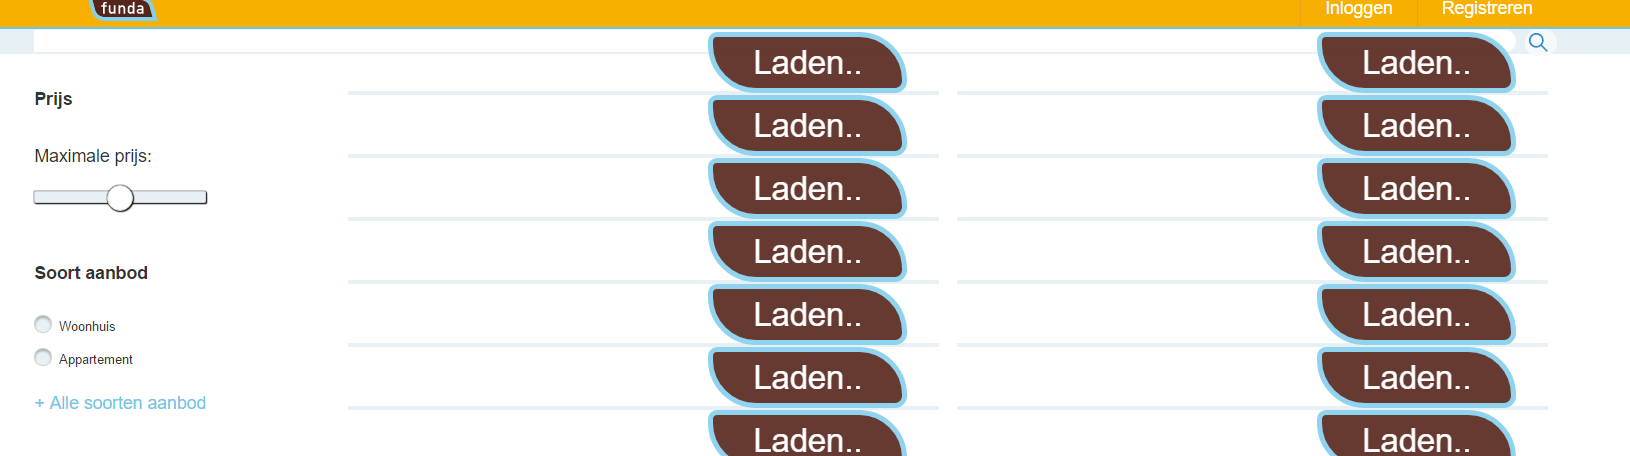 funda
Inloggen
Registreren
Prijs
Maximale prijs:
Soort aanbod
Woonhuis
Appartement
+ Alle soorten aanbod
Laden..
Laden..
Laden..
Laden..
Laden..
Laden..
Laden..
Laden..
Laden..
Laden..
Laden..
Laden..
Laden..
Laden..